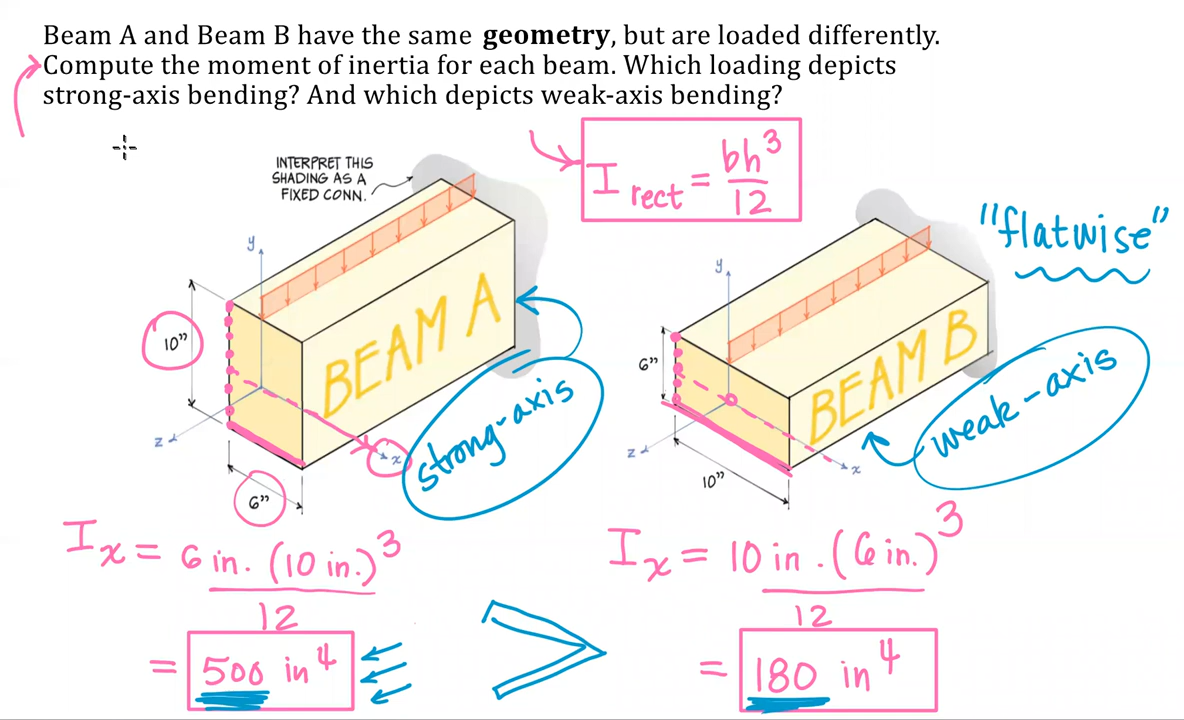 Beam A and Beam B have the same geometry, but are loaded differently.
Compute the moment of inertia for each beam. Which loading depicts
strong-axis bending? And which depicts weak-axis bending?
INTERPRET THIS
SHADING AS A
FIXED CONN.
I rect = bh³/12
"flatwise"
y
10"
BEAM A
z
x
6"
strong-axis
y
6"
BEAM B
z
x
10"
weak-axis
Ix = 6 in. (10 in.)³
12
= 500 in⁴
>
Ix = 10 in. (6 in.)³
12
= 180 in⁴